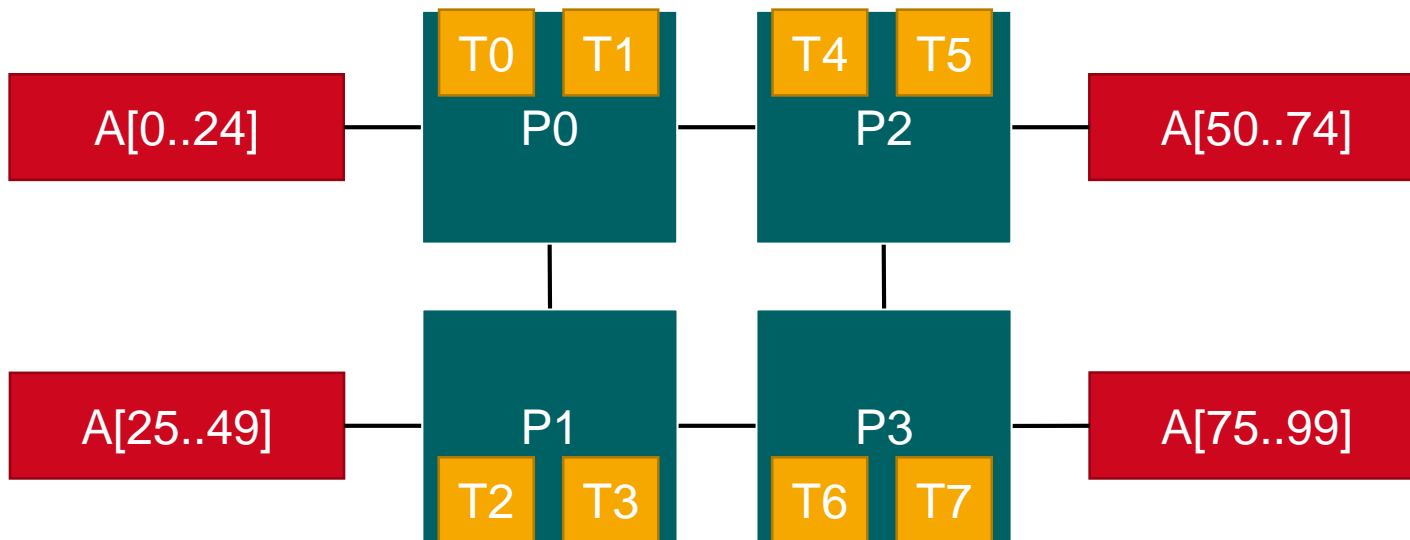 T0 T1 T4 T5
A[0..24] P0 P2 A[50..74]
A[25..49] P1 P3 A[75..99]
T2 T3 T6 T7